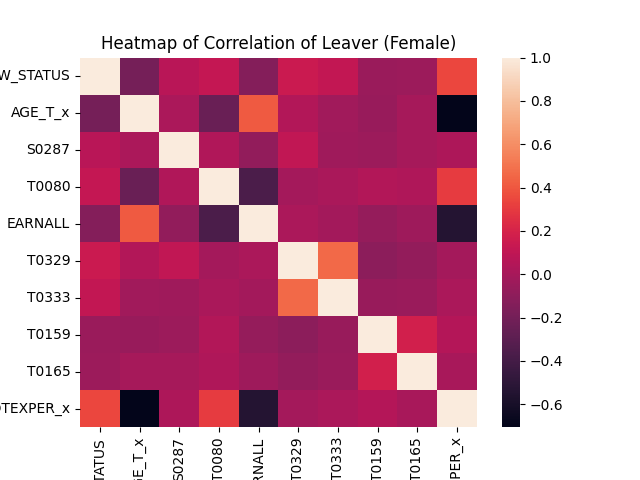 Heatmap of Correlation of Leaver (Female)
W_STATUS
AGE_T_x
S0287
T0080
EARNALL
T0329
T0333
T0159
T0165
OTEXPER_x
TATUS
GE_T_x
S0287
T0080
RNALL
T0329
T0333
T0159
T0165
PER_x
1.0
0.8
0.6
0.4
0.2
0.0
−0.2
−0.4
−0.6